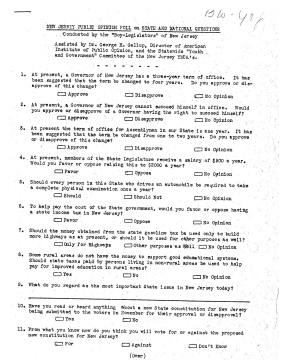 NEW JERSEY PUBLIC OPINION POLL on STATE AND NATIONAL QUESTIONS
Conducted by the "Boy-legislators" of New Jersey
Assisted by Dr. George H. Gallup, Director of American
Institute of Public Opinion, and the Statewide "Youth
and Government" Committee of the New Jersey YMCA's.
1. At present, a Governor of New Jersey has a three-year term of office. It has
been suggested that the term be changed to four years. Do you approve or dis-
approve of this change?
Approve Disapprove No Opinion
2. At present, a Governor of New Jersey cannot succeed himself in office. Would
you approve or disapprove of a Governor having the right to succeed himself?
Approve Disapprove No Opinion
3. At present the term of office for Assemblymen in our State is one year. It has
been suggested that the term be changed from one to two years. Do you approve
or disapprove of this change?
Approve Disapprove No Opinion
4. At present, members of the State Legislature receive a salary of $500 a year.
Would you favor or oppose raising this to $2000 a year?
Favor Oppose No Opinion
5. Should every person in this State who drives an automobile be required to take
a complete physical examination once a year?
Should Should Not No Opinion
6. To help pay the cost of the State government, would you favor or oppose having
a state income tax in New Jersey?
Favor Oppose No Opinion
7. Should the money obtained from the state gasoline tax be used only to build
more highways as at present, or should it be used for other purposes as well?
Only for Highways Other purposes as Well No Opinion
8. Some rural areas do not have the money to support good educational systems.
Should state taxes paid by persons living in non-rural areas be used to help
pay for improved education in rural areas?
Yes No No Opinion
9. What do you regard as the most important State issues in New Jersey today?
10. Have you read or heard anything about a new State constitution for New Jersey
being submitted to the voters in November for their approval or disapproval?
Yes No
11. From what you know now do you think you will vote for or against the proposed
new constitution for New Jersey?
For Against Don't Know
(Over)